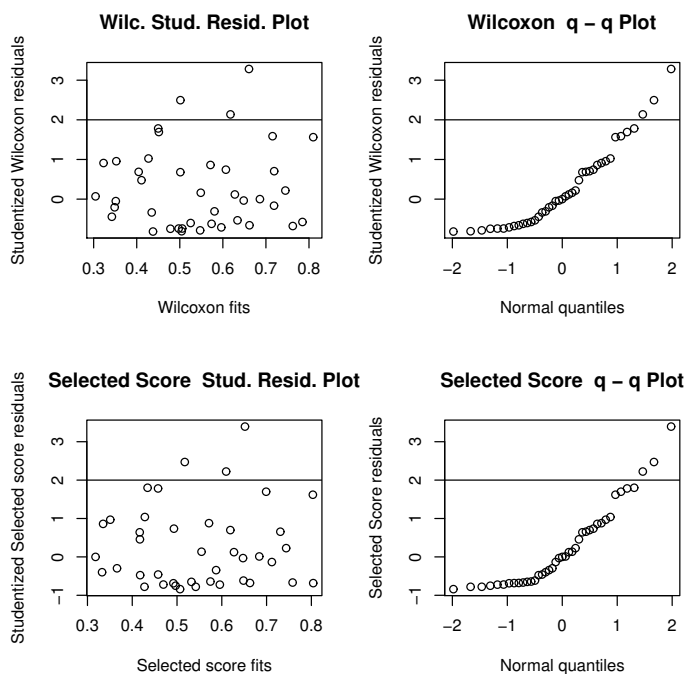 Wilc. Stud. Resid. Plot
Studentized Wilcoxon residuals
3
2
1
0
0.3 0.4 0.5 0.6 0.7 0.8
Wilcoxon fits
Wilcoxon q − q Plot
Studentized Wilcoxon residuals
3
2
1
0
−2 −1 0 1 2
Normal quantiles
Selected Score Stud. Resid. Plot
Studentized Selected score residuals
3
2
1
0
−1
0.3 0.4 0.5 0.6 0.7 0.8
Selected score fits
Selected Score q − q Plot
Selected Score residuals
3
2
1
0
−1
−2 −1 0 1 2
Normal quantiles